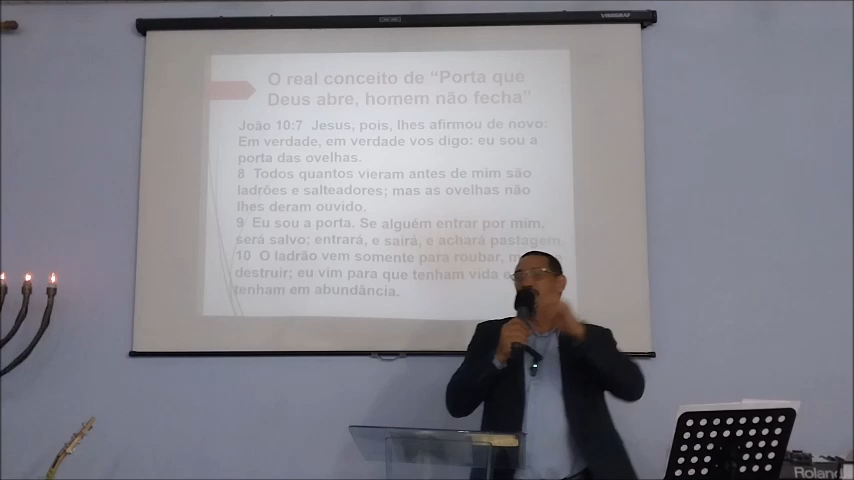 VISOGRAF
O real conceito de “Porta que
Deus abre, homem não fecha”
João 10:7 Jesus, pois, lhes afirmou de novo:
Em verdade, em verdade vos digo: eu sou a
porta das ovelhas.
8 Todos quantos vieram antes de mim são
ladrões e salteadores; mas as ovelhas não
lhes deram ouvido.
9 Eu sou a porta. Se alguém entrar por mim,
será salvo; entrará, e sairá, e achará pastagem.
10 O ladrão vem somente para roubar,
destruir; eu vim para que tenham vida
tenham em abundância.
Roland